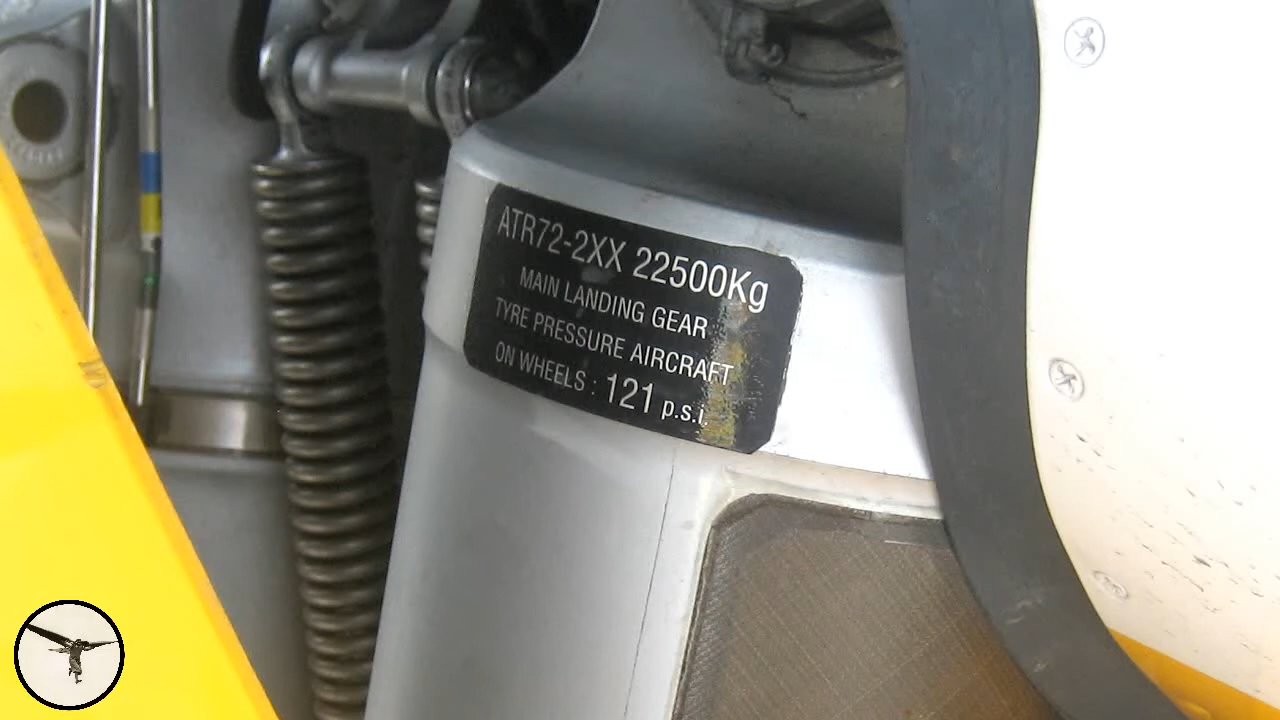 ATR72-2XX 22500Kg
MAIN LANDING GEAR
TYRE PRESSURE AIRCRAFT
ON WHEELS : 121 p.s.i.